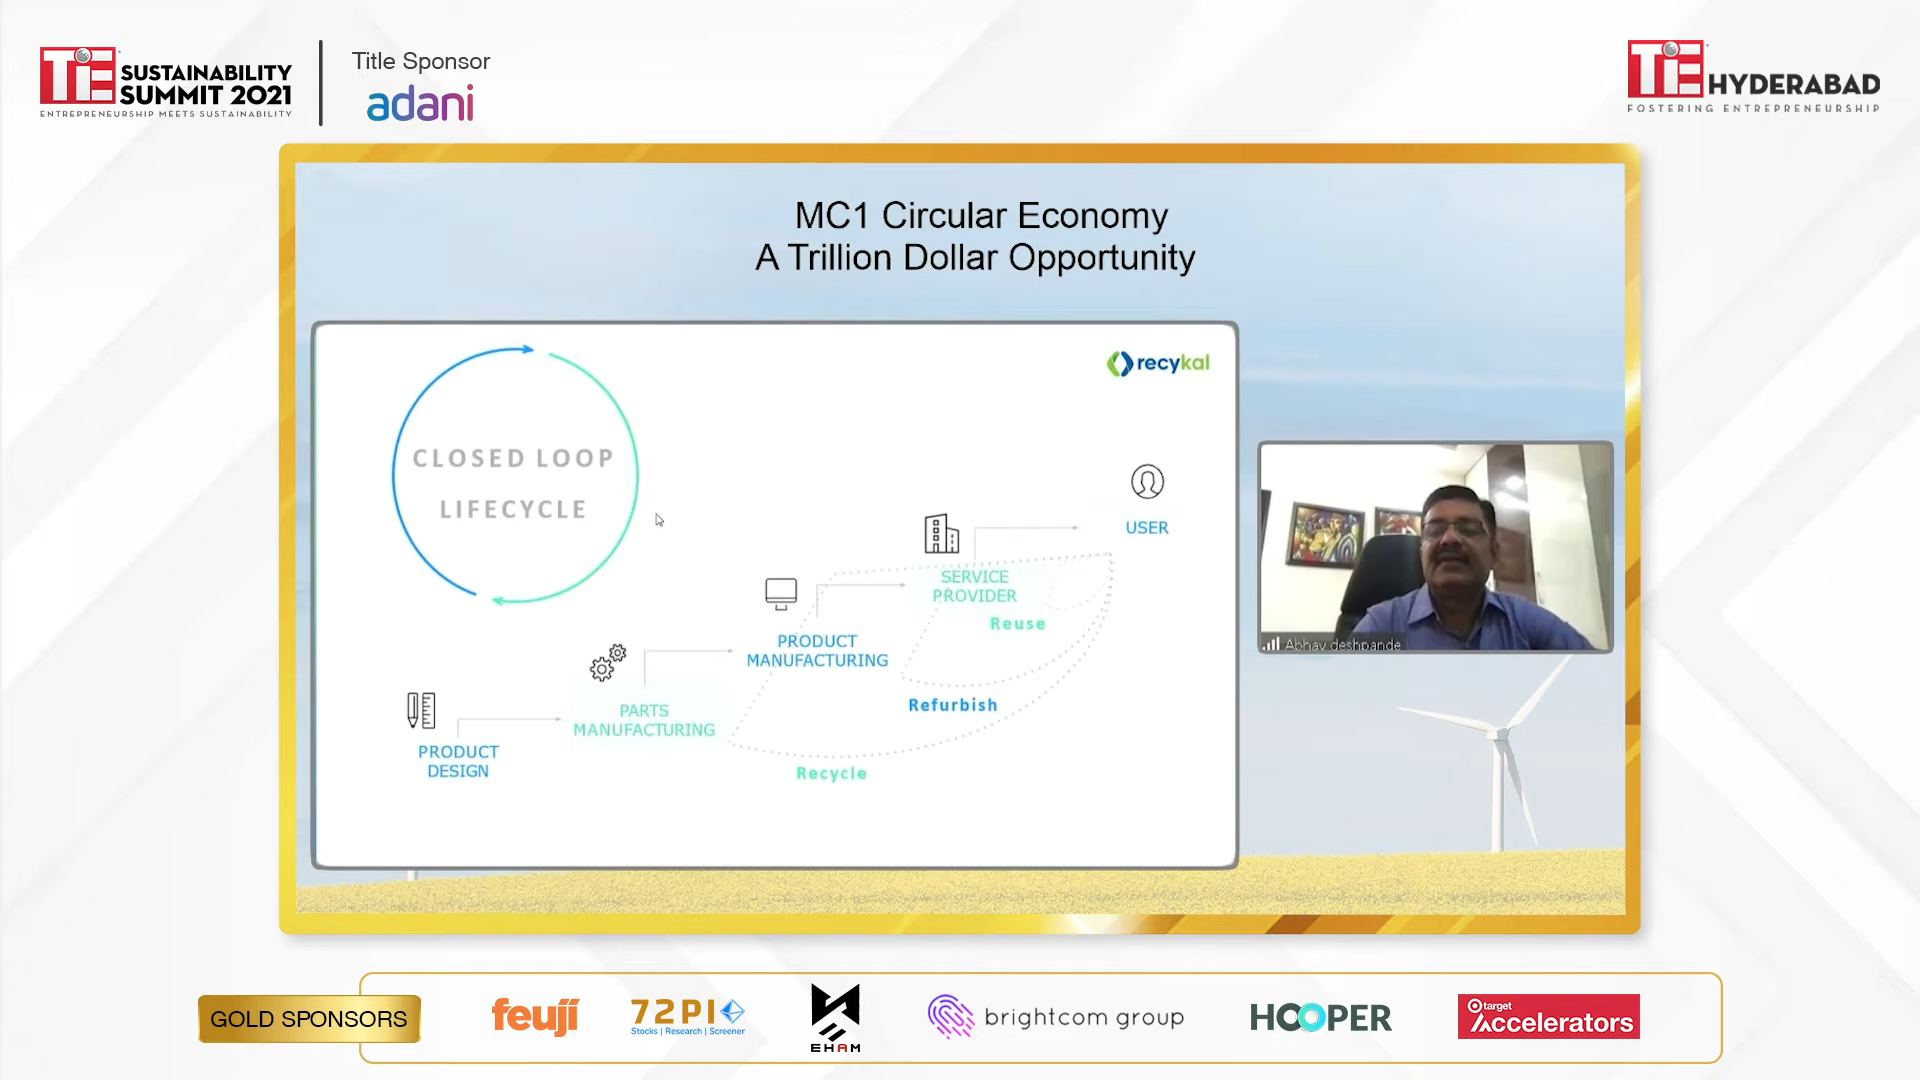 TiE SUSTAINABILITY
SUMMIT 2021
ENTREPRENEURSHIP MEETS SUSTAINABILITY
Title Sponsor
adani
TiE HYDERABAD
FOSTERING ENTREPRENEURSHIP
MC1 Circular Economy
A Trillion Dollar Opportunity
recykal
CLOSED LOOP
LIFECYCLE
USER
SERVICE
PROVIDER
Reuse
PRODUCT
MANUFACTURING
Refurbish
PARTS
MANUFACTURING
Recycle
PRODUCT
DESIGN
Abhay deshpande
GOLD SPONSORS
feuji
72PI
Stocks | Research | Screener
EHAM
brightcom group
HOOPER
target
Accelerators